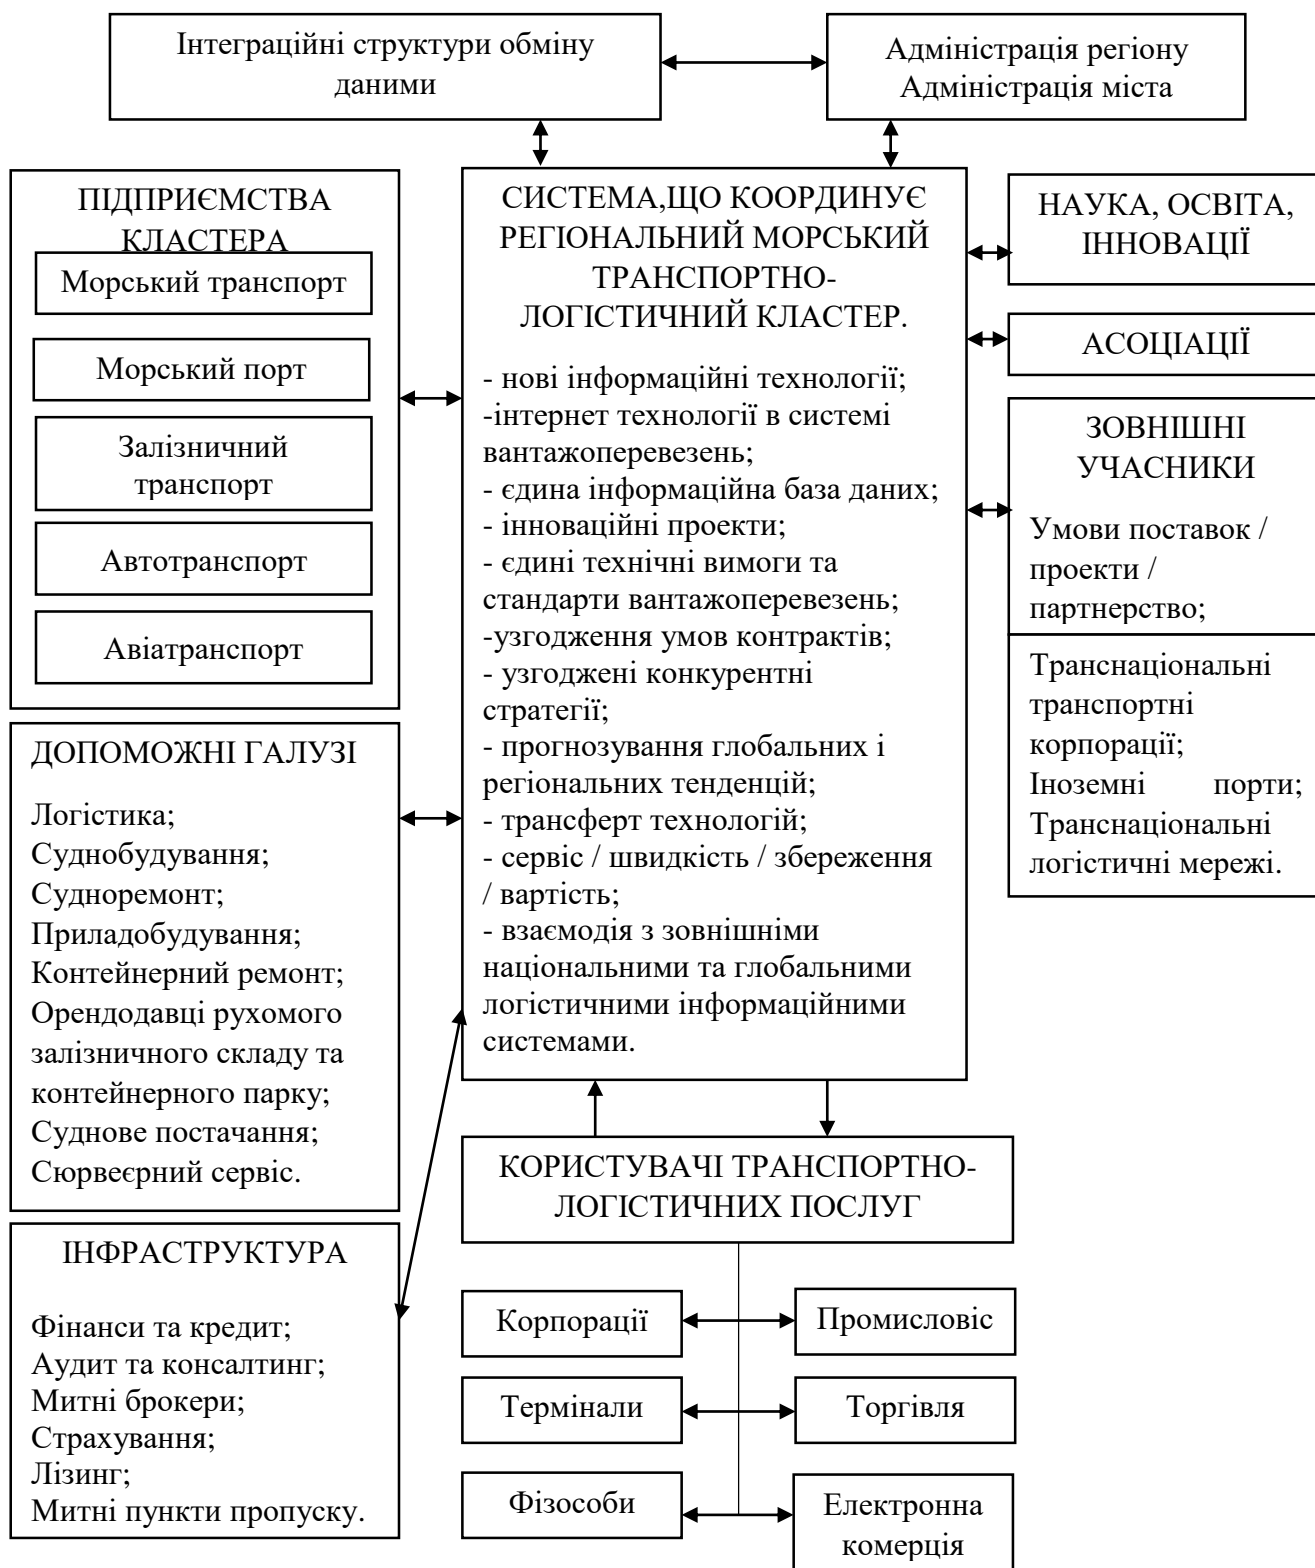 Інтеграційні структури обміну
даними
Адміністрація регіону
Адміністрація міста
ПІДПРИЄМСТВА
КЛАСТЕРА
Морський транспорт
Морський порт
Залізничний
транспорт
Автотранспорт
Авіатранспорт
ДОПОМОЖНІ ГАЛУЗІ
Логістика;
Суднобудування;
Судноремонт;
Приладобудування;
Контейнерний ремонт;
Орендодавці рухомого
залізничного складу та
контейнерного парку;
Суднове постачання;
Сюрвеєрний сервіс.
ІНФРАСТРУКТУРА
Фінанси та кредит;
Аудит та консалтинг;
Митні брокери;
Страхування;
Лізинг;
Митні пункти пропуску.
СИСТЕМА,ЩО КООРДИНУЄ
РЕГІОНАЛЬНИЙ МОРСЬКИЙ
ТРАНСПОРТНО-
ЛОГІСТИЧНИЙ КЛАСТЕР.
- нові інформаційні технології;
-інтернет технології в системі
вантажоперевезень;
- єдина інформаційна база даних;
- інноваційні проекти;
- єдині технічні вимоги та
стандарти вантажоперевезень;
-узгодження умов контрактів;
- узгоджені конкурентні
стратегії;
- прогнозування глобальних і
регіональних тенденцій;
- трансферт технологій;
- сервіс / швидкість / збереження
/ вартість;
- взаємодія з зовнішніми
національними та глобальними
логістичними інформаційними
системами.
НАУКА, ОСВІТА,
ІННОВАЦІЇ
АСОЦІАЦІЇ
ЗОВНІШНІ
УЧАСНИКИ
Умови поставок /
проекти /
партнерство;
Транснаціональні
транспортні
корпорації;
Іноземні порти;
Транснаціональні
логістичні мережі.
КОРИСТУВАЧІ ТРАНСПОРТНО-
ЛОГІСТИЧНИХ ПОСЛУГ
Корпорації
Промисловіс
Термінали
Торгівля
Фізособи
Електронна
комерція